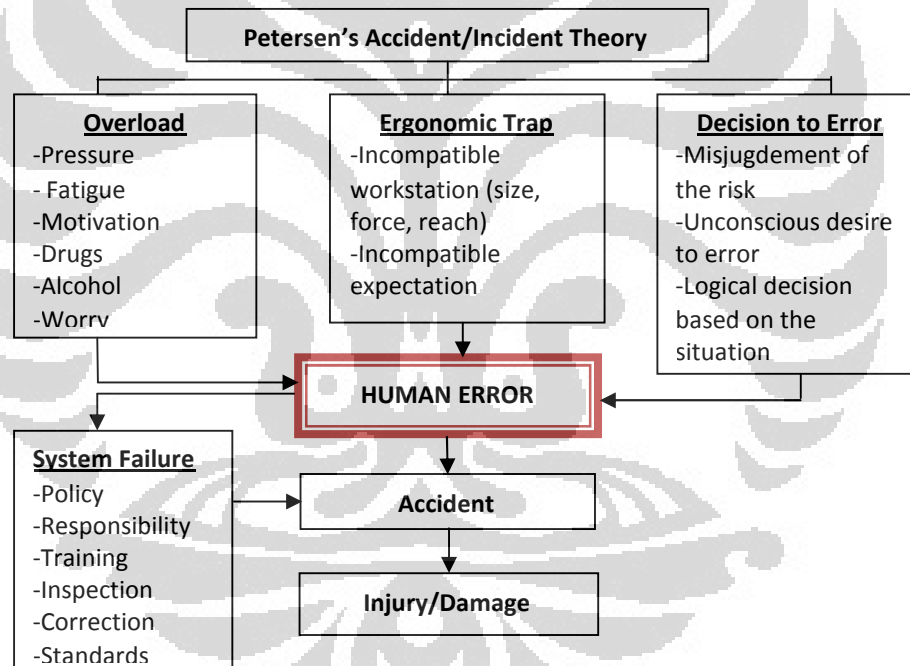 Petersen’s Accident/Incident Theory
Overload
-Pressure
- Fatigue
-Motivation
-Drugs
-Alcohol
-Worry
Ergonomic Trap
-Incompatible
workstation (size,
force, reach)
-Incompatible
expectation
Decision to Error
-Misjugdement of
the risk
-Unconscious desire
to error
-Logical decision
based on the
situation
HUMAN ERROR
System Failure
-Policy
-Responsibility
-Training
-Inspection
-Correction
-Standards
Accident
Injury/Damage